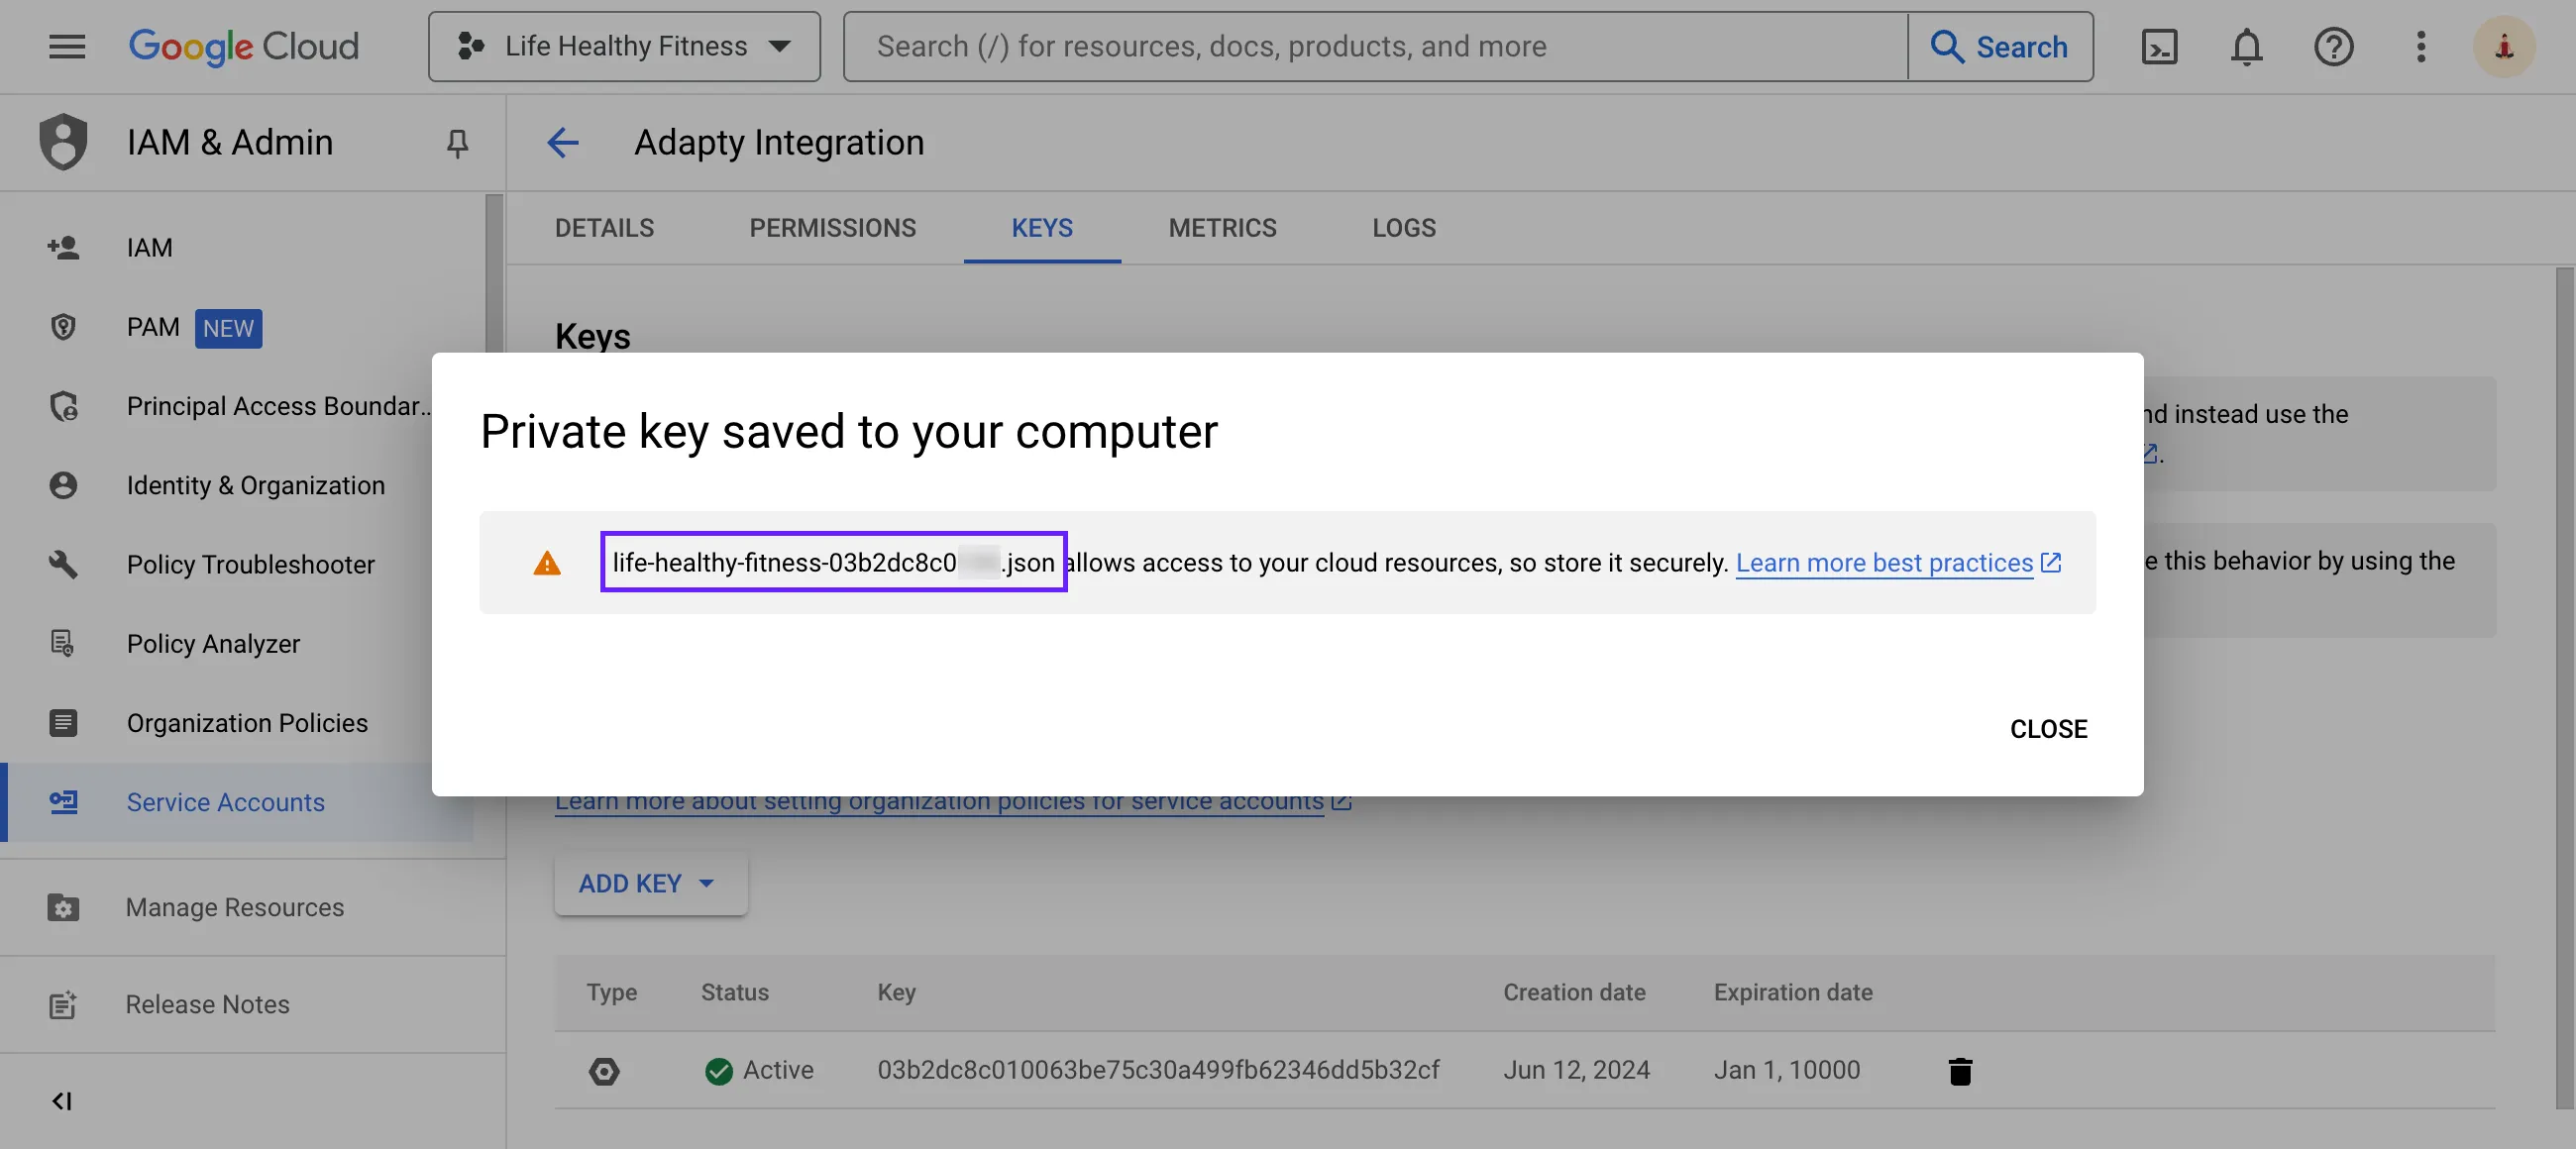 Google Cloud
Life Healthy Fitness
Search (/) for resources, docs, products, and more
Search
IAM & Admin
Adapty Integration
DETAILS
PERMISSIONS
KEYS
METRICS
LOGS
IAM
PAM NEW
Principal Access Boundar...
Identity & Organization
Policy Troubleshooter
Policy Analyzer
Organization Policies
Service Accounts
Manage Resources
Release Notes
Keys
instead use the
this behavior by using the
Private key saved to your computer
life-healthy-fitness-03b2dc8c0 .json allows access to your cloud resources, so store it securely. Learn more best practices
CLOSE
Learn more about setting organization policies for service accounts
ADD KEY
Type Status Key Creation date Expiration date
Active 03b2dc8c010063be75c30a499fb62346dd5b32cf Jun 12, 2024 Jan 1, 10000